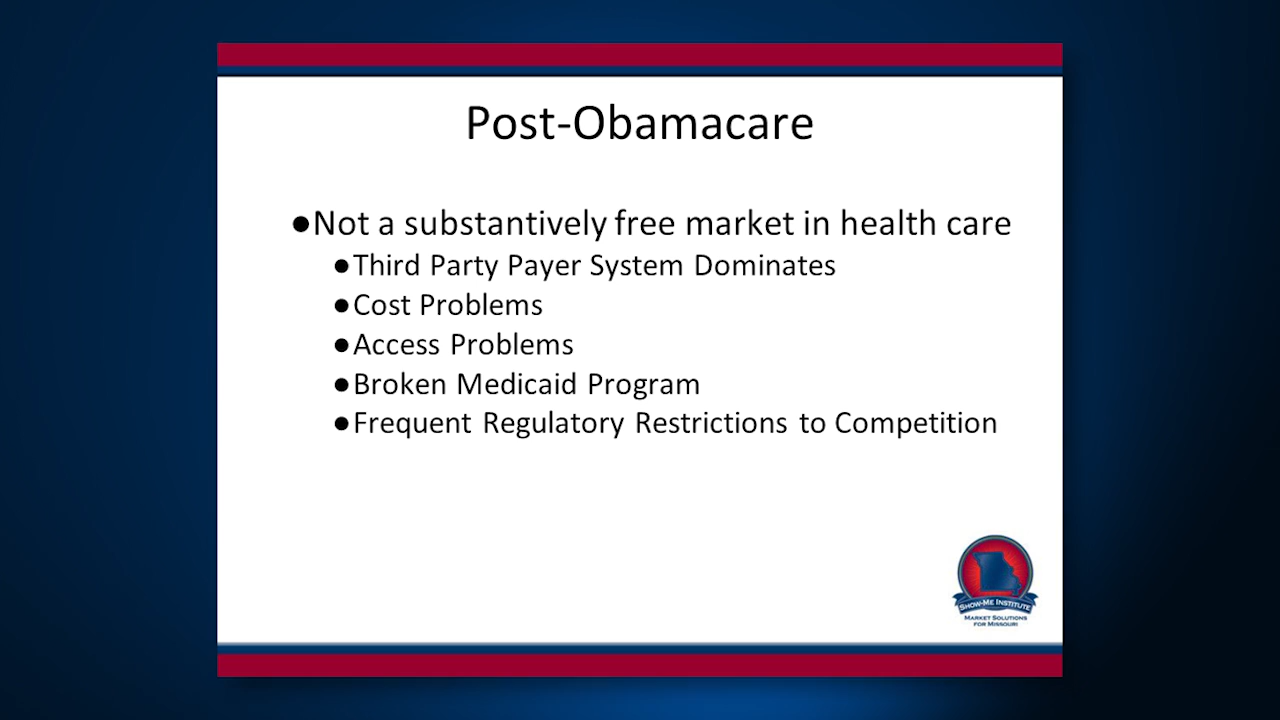 Post-Obamacare
●Not a substantively free market in health care
●Third Party Payer System Dominates
●Cost Problems
●Access Problems
●Broken Medicaid Program
●Frequent Regulatory Restrictions to Competition
SHOW-ME INSTITUTE
MARKET SOLUTIONS
FOR MISSOURI